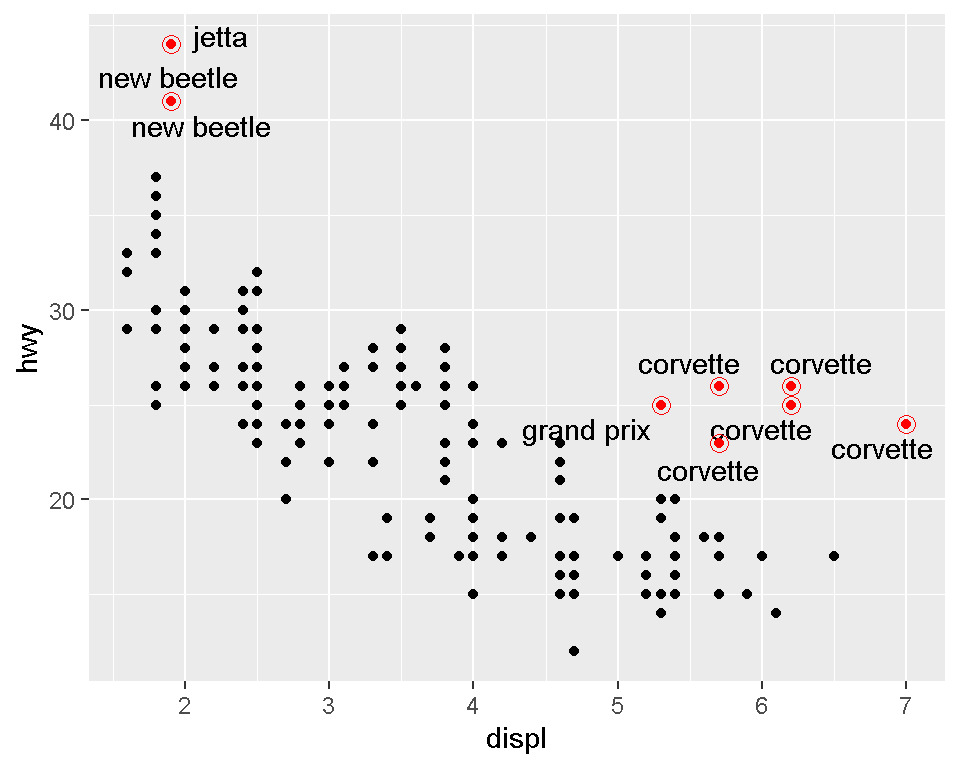 jetta
new beetle
new beetle
corvette
corvette
grand prix
corvette
corvette
corvette
hwy
40
30
20
2
3
4
5
6
7
displ